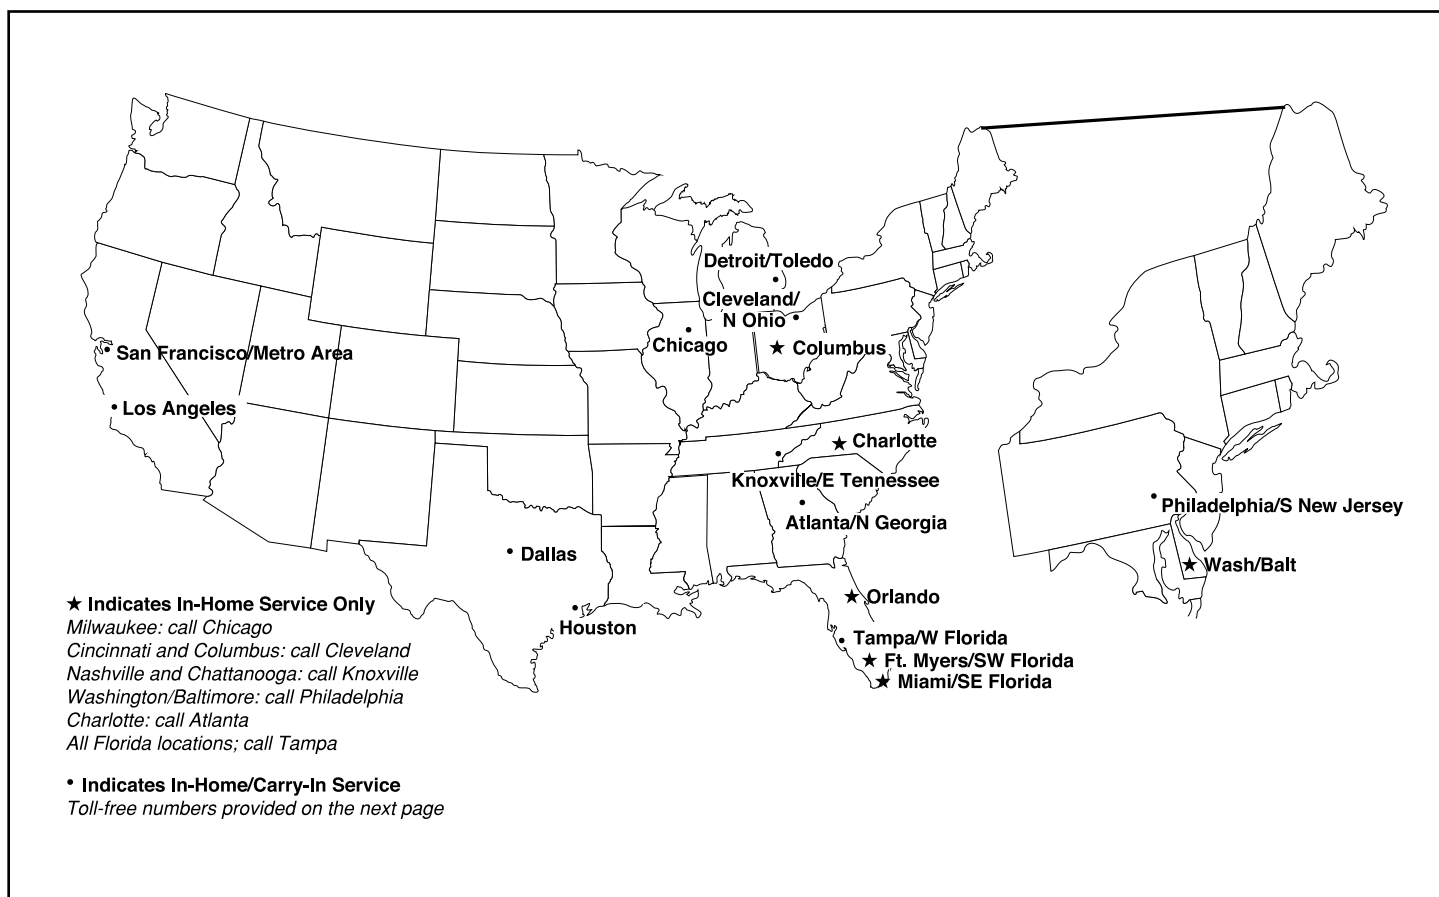 Detroit/Toledo
Cleveland/
N Ohio
Chicago
★ Columbus
San Francisco/Metro Area
Los Angeles
★ Charlotte
Knoxville/E Tennessee
Atlanta/N Georgia
Philadelphia/S New Jersey
Dallas
★ Wash/Balt
★ Orlando
Houston
Tampa/W Florida
★ Ft. Myers/SW Florida
★ Miami/SE Florida
★ Indicates In-Home Service Only
Milwaukee: call Chicago
Cincinnati and Columbus: call Cleveland
Nashville and Chattanooga: call Knoxville
Washington/Baltimore: call Philadelphia
Charlotte: call Atlanta
All Florida locations; call Tampa
• Indicates In-Home/Carry-In Service
Toll-free numbers provided on the next page